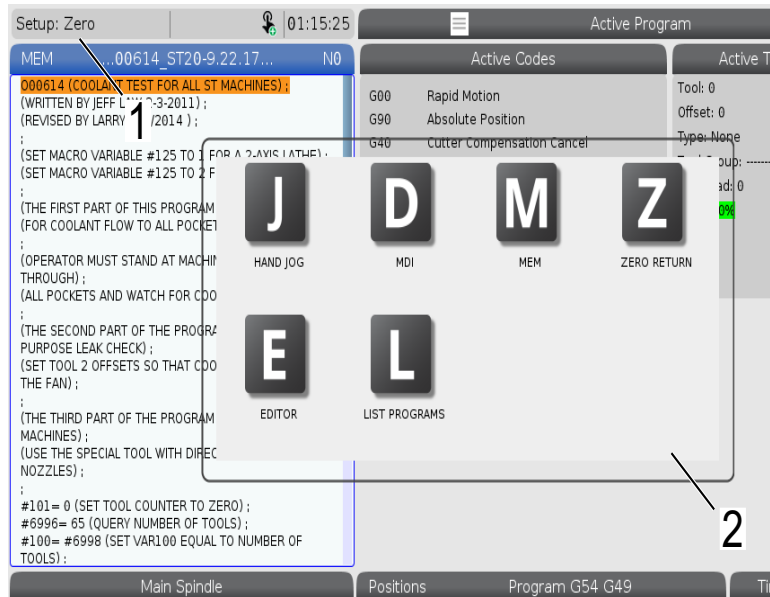 Setup: Zero
01:15:25
Active Program
MEM ...00614_ST20-9.22.17... N0
O00614 (COOLANT TEST FOR ALL ST MACHINES) ;
(WRITTEN BY JEFF -3-2011) ;
(REVISED BY LARRY /2014 ) ;
;
(SET MACRO VARIABLE #125 TO 1 FOR A 2-AXIS LATHE) ;
(SET MACRO VARIABLE #125 TO 2 F
;
(THE FIRST PART OF THIS PROGRAM
(FOR COOLANT FLOW TO ALL POCKET
;
(OPERATOR MUST STAND AT MACHIN
THROUGH) ;
(ALL POCKETS AND WATCH FOR COO
;
(THE SECOND PART OF THE PROGRA
PURPOSE LEAK CHECK) ;
(SET TOOL 2 OFFSETS SO THAT COO
THE FAN) ;
;
(THE THIRD PART OF THE PROGRAM
MACHINES) ;
(USE THE SPECIAL TOOL WITH DIREC
NOZZLES) ;
;
#101= 0 (SET TOOL COUNTER TO ZERO) ;
#6996= 65 (QUERY NUMBER OF TOOLS) ;
#100= #6998 (SET VAR100 EQUAL TO NUMBER OF
TOOLS) ;
1
Active Codes
G00 Rapid Motion
G90 Absolute Position
G40 Cutter Compensation Cancel
Active T
Tool: 0
Offset: 0
Type: None
oup: -------
ad: 0
0%
J
HAND JOG
D
MDI
M
MEM
Z
ZERO RETURN
E
EDITOR
L
LIST PROGRAMS
2
Main Spindle
Positions Program G54 G49
Ti